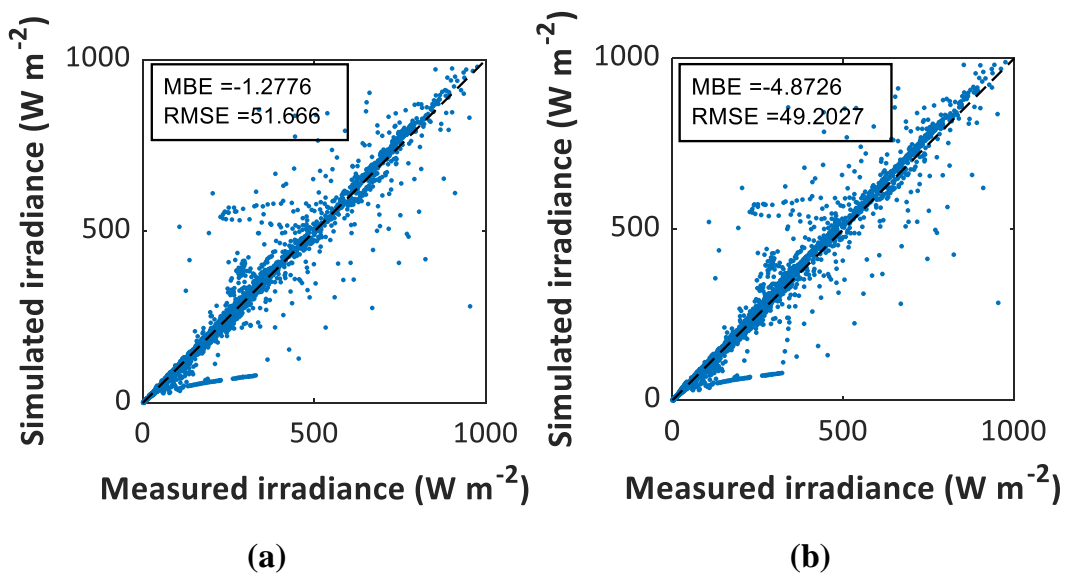 Simulated irradiance (W m-2)
1000
500
0
MBE =-1.2776
RMSE =51.666
0
500
1000
Measured irradiance (W m-2)
(a)
Simulated irradiance (W m-2)
1000
500
0
MBE =-4.8726
RMSE =49.2027
0
500
1000
Measured irradiance (W m-2)
(b)